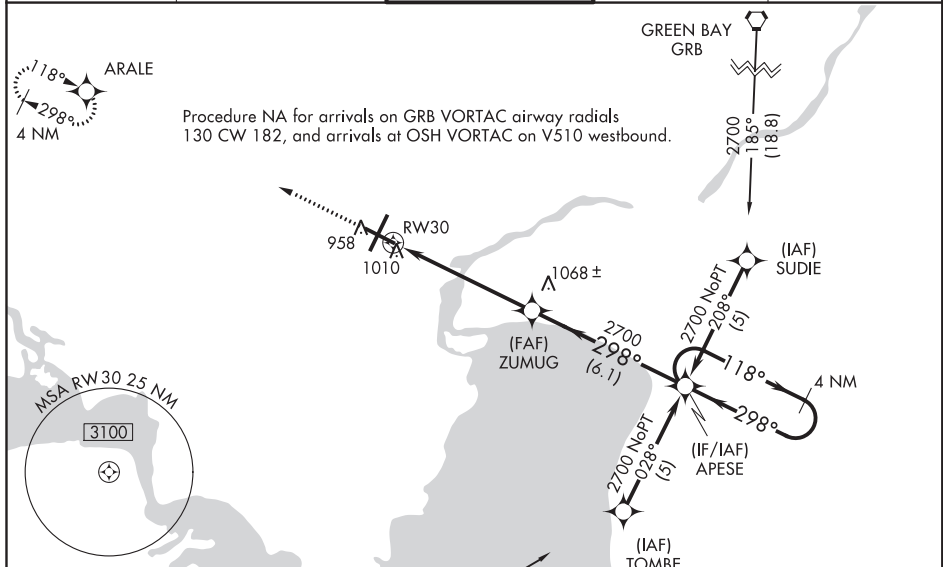 GREEN BAY
GRB
ARALE
118°
298°
4 NM
Procedure NA for arrivals on GRB VORTAC airway radials
130 CW 182, and arrivals at OSH VORTAC on V510 westbound.
2700
185°
(18.8)
RW30
958
1010
(IAF)
SUDIE
1068 ±
2700 NoPT
208°
(5)
(FAF)
ZUMUG
2700
298°
(6.1)
118°
4 NM
298°
MSA RW30 25 NM
3100
(IF/IAF)
APESE
2700 NoPT
028°
(5)
(IAF)
TOMBE